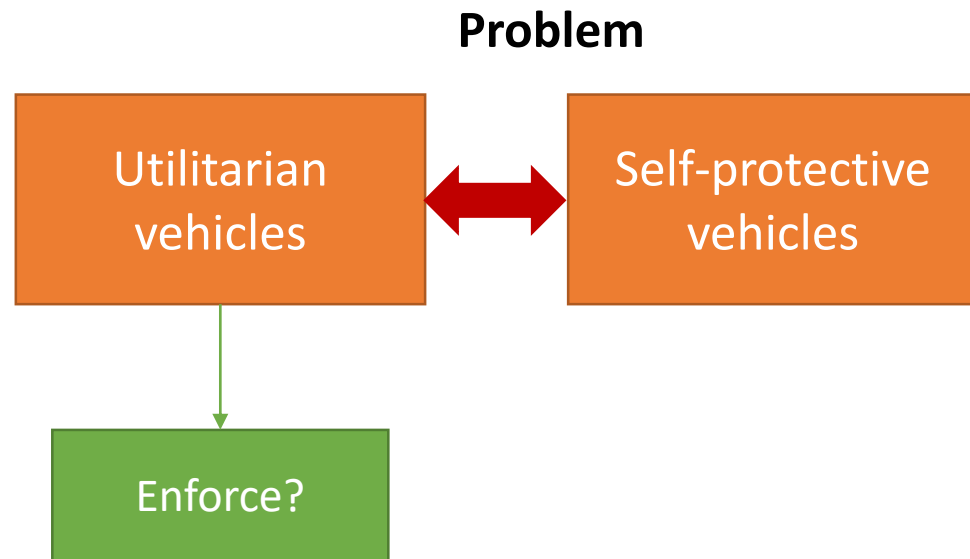 Problem
Utilitarian
vehicles
Self-protective
vehicles
Enforce?